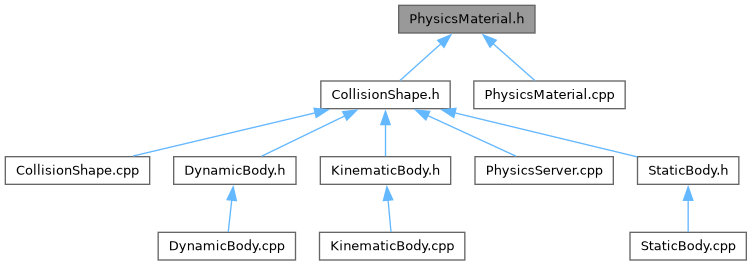 PhysicsMaterial.h
CollisionShape.h
PhysicsMaterial.cpp
CollisionShape.cpp
DynamicBody.h
KinematicBody.h
PhysicsServer.cpp
StaticBody.h
DynamicBody.cpp
KinematicBody.cpp
StaticBody.cpp